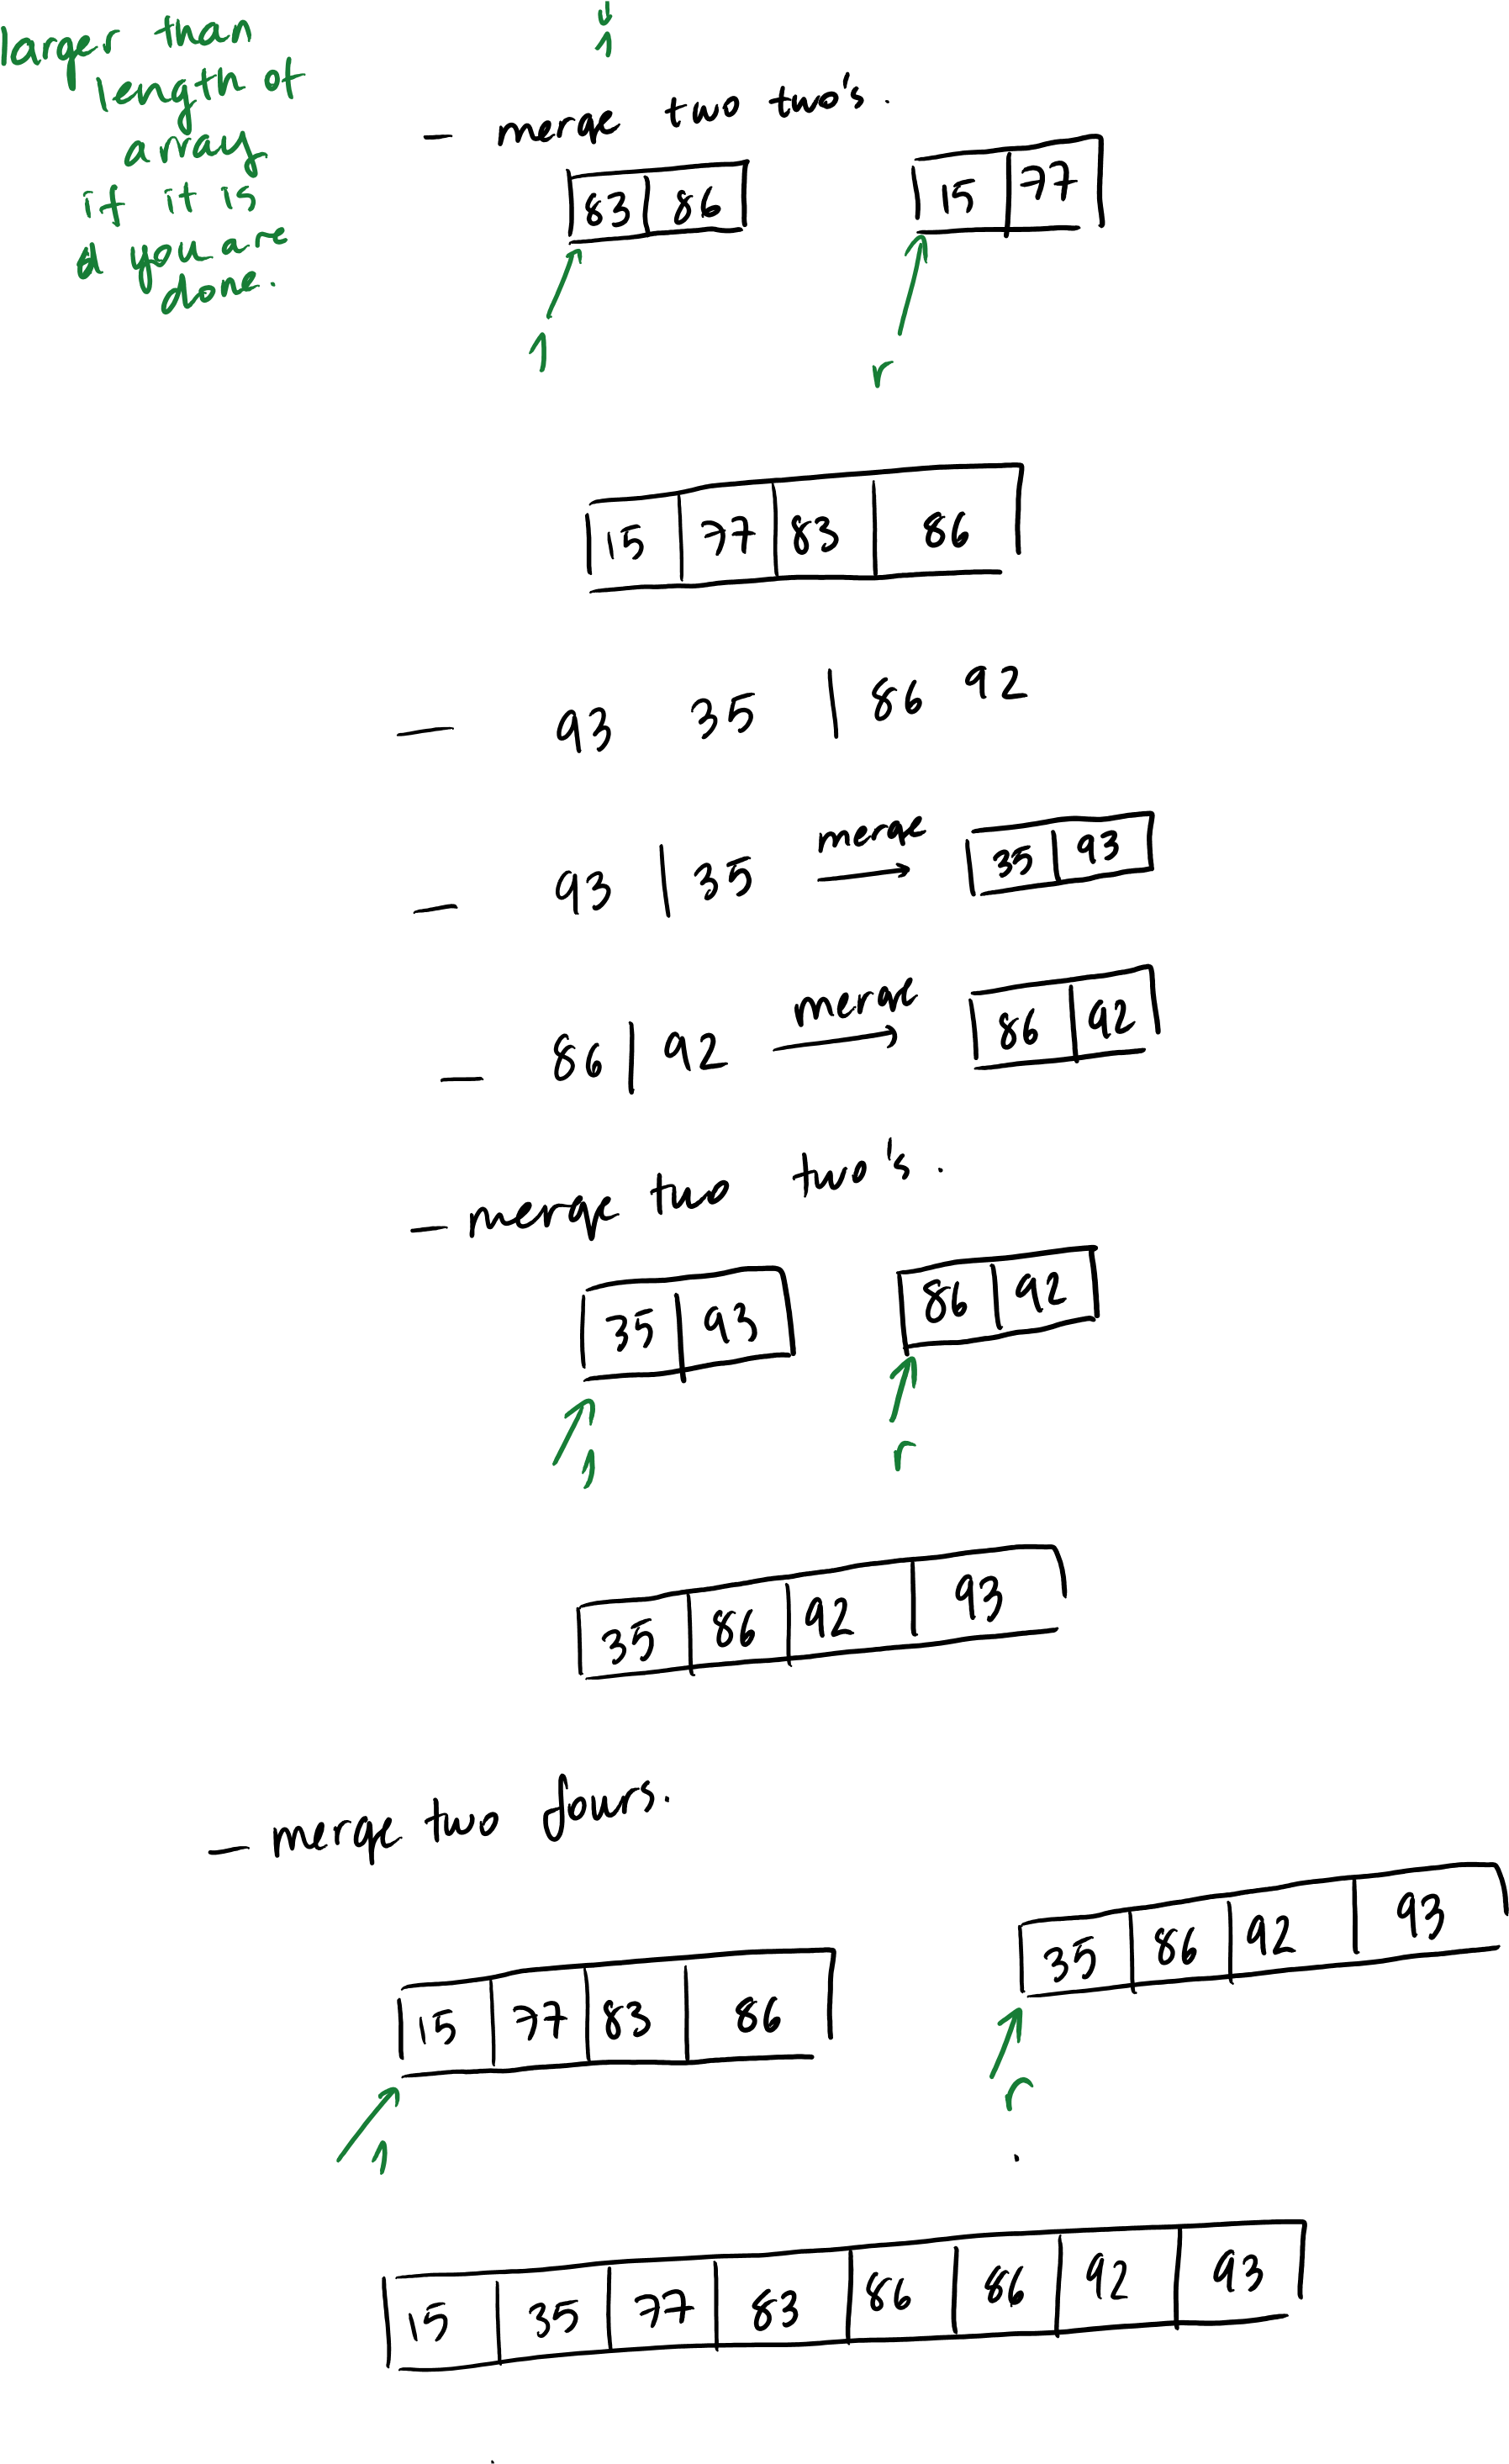 larger than
length of
array
if it is
d you are
done.
— merge two two's.
83 86 15 77
l r
15 77 83 86
— 93 35 | 86 92
— 93 | 35 merge 35 93
— 86 | 92 merge 86 92
— merge two two's.
35 93 86 92
l r
35 86 92 93
— merge two fours.
35 86 92 93
15 77 83 86
r
l
15 35 77 83 86 86 92 93